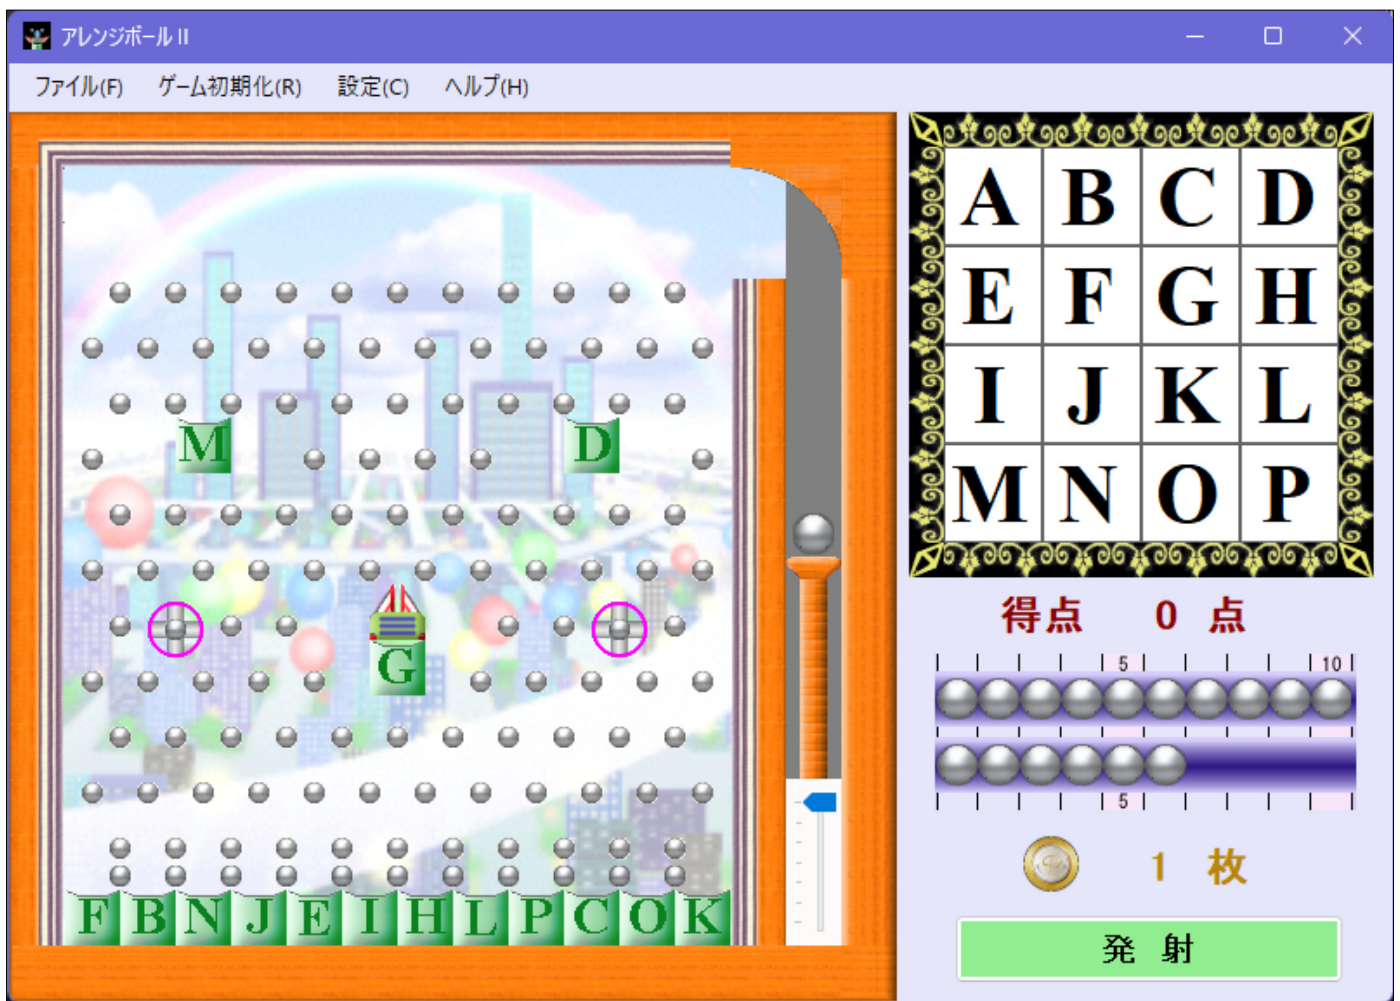 アレンジボールⅡ
ファイル(F) ゲーム初期化(R) 設定(C) ヘルプ(H)
A B C D
E F G H
I J K L
M N O P
M D
G
F B N J E I H L P C O K
得点 0 点
5 10
5
1 枚
発 射